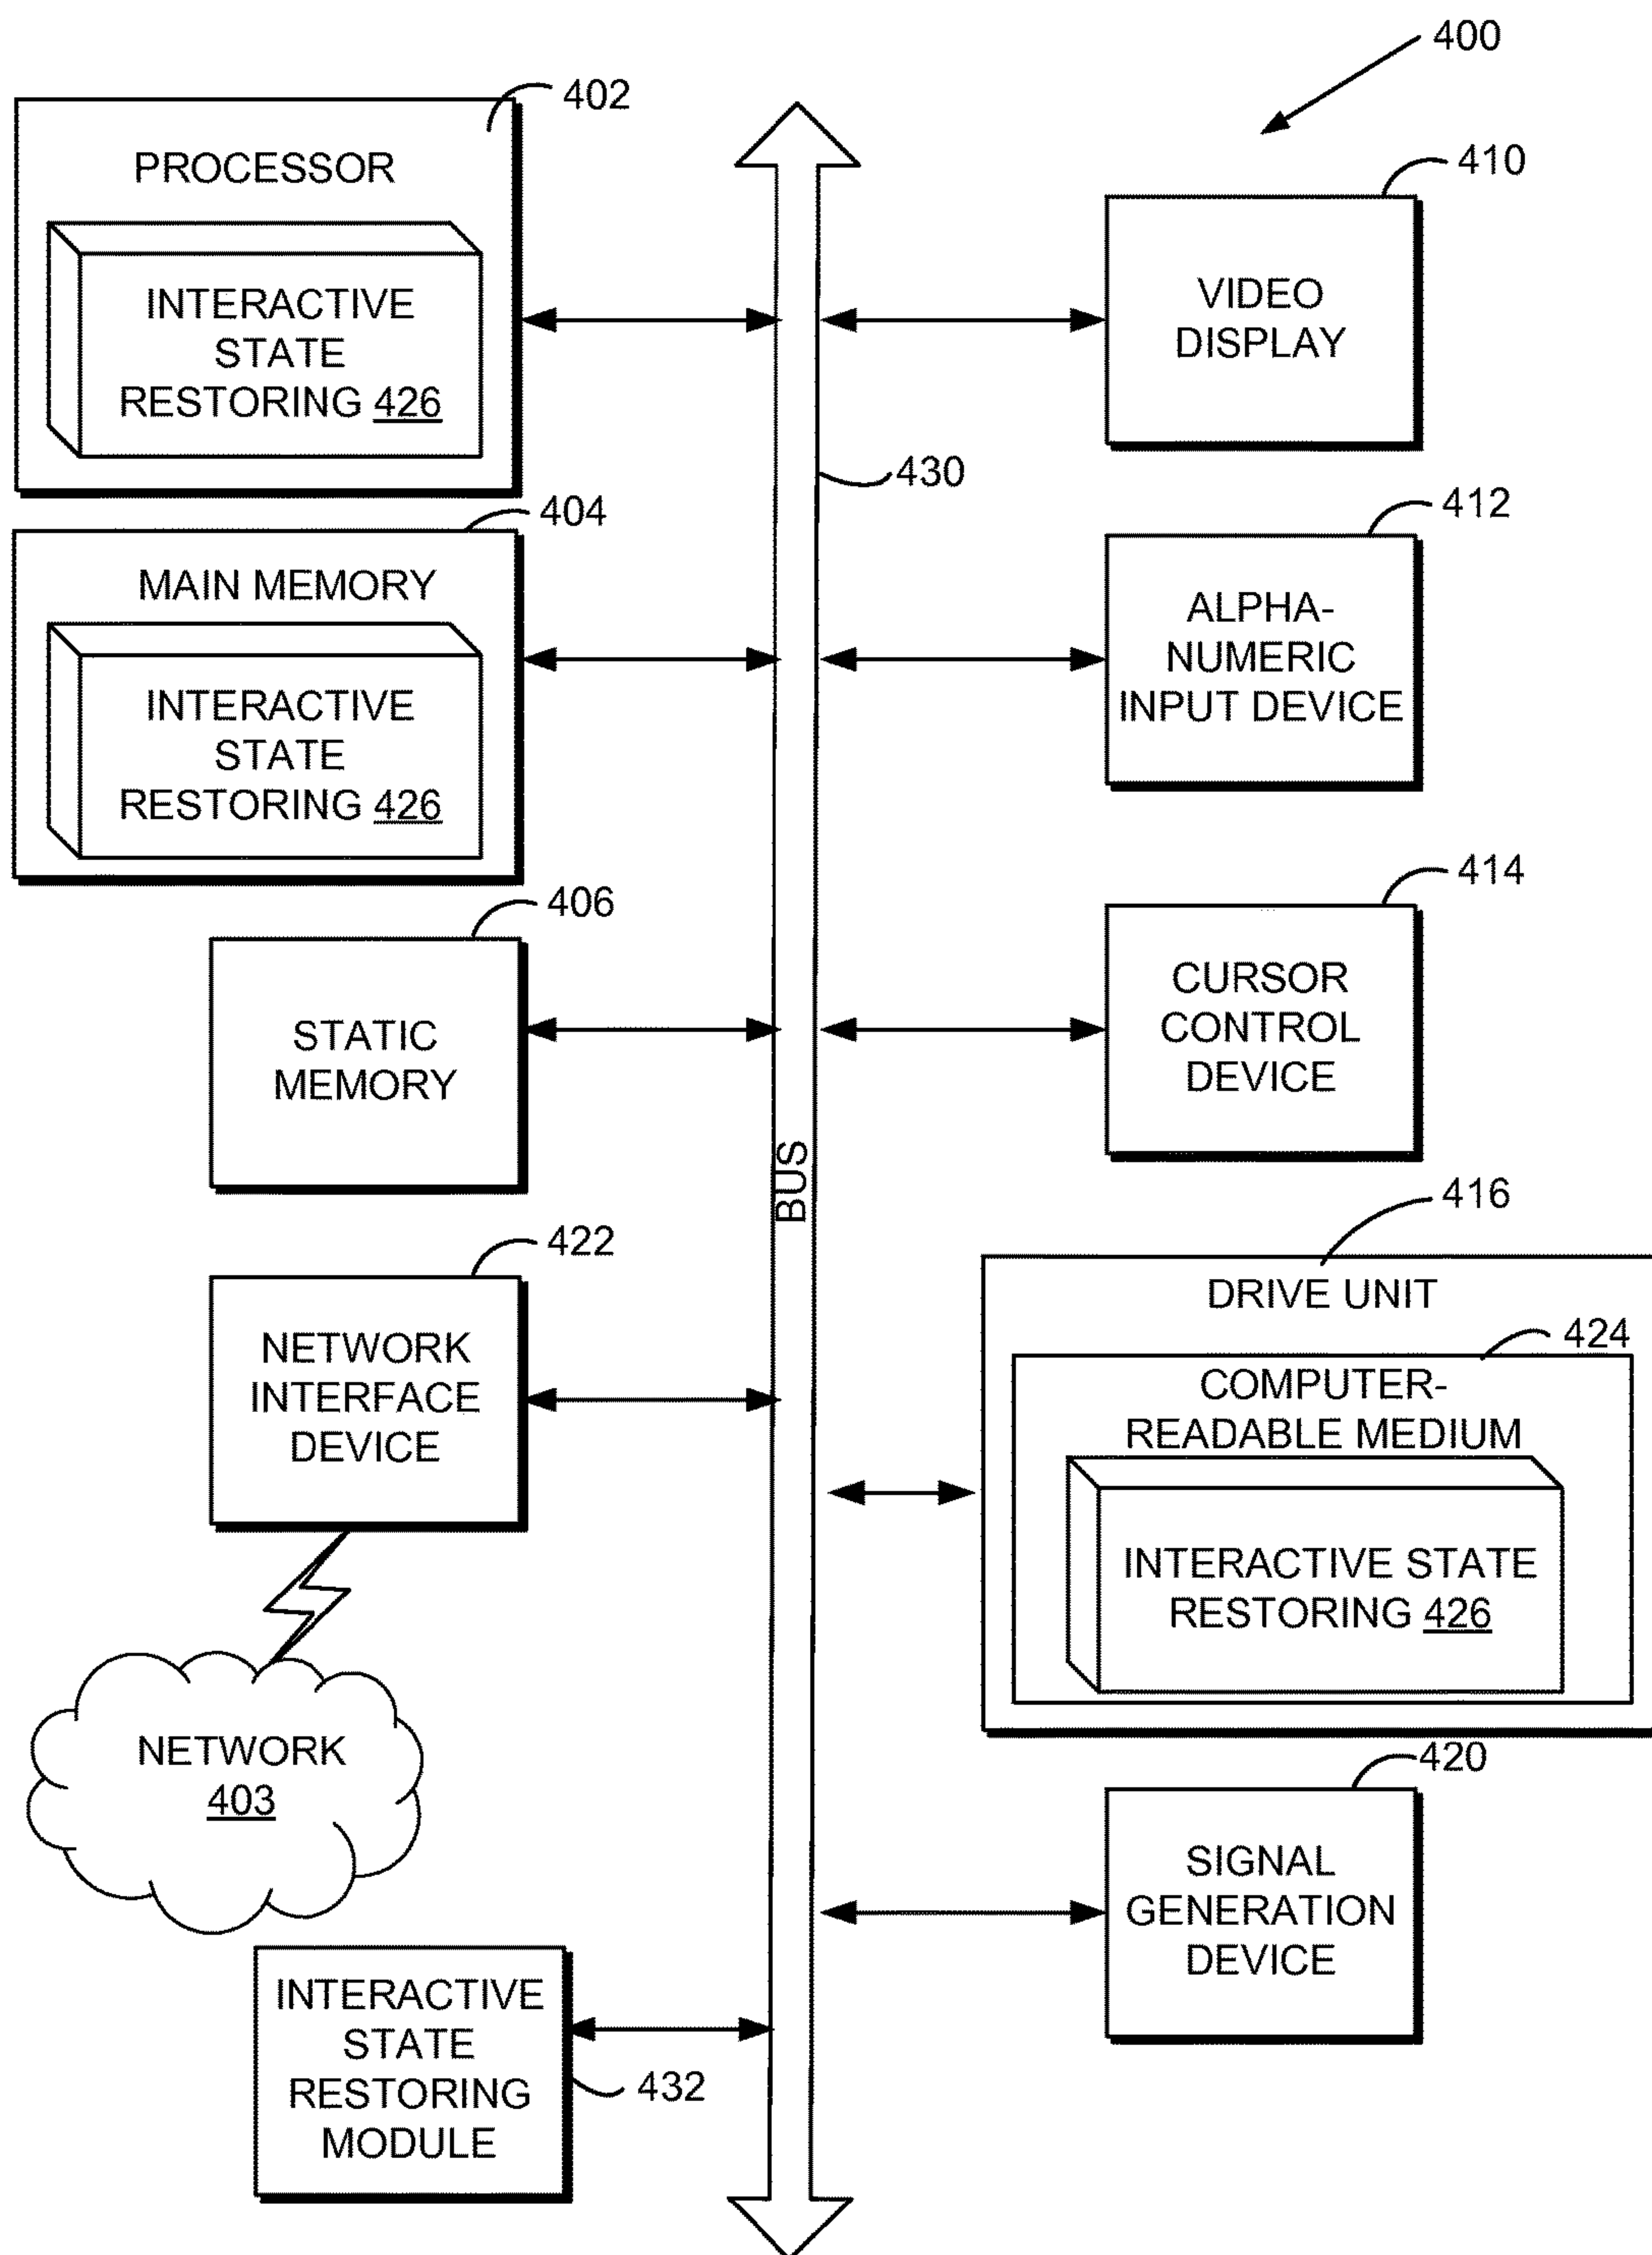 400
402
PROCESSOR
INTERACTIVE
STATE
RESTORING 426
404
MAIN MEMORY
INTERACTIVE
STATE
RESTORING 426
406
STATIC
MEMORY
422
NETWORK
INTERFACE
DEVICE
NETWORK
403
INTERACTIVE
STATE
RESTORING
MODULE
432
430
BUS
410
VIDEO
DISPLAY
412
ALPHA-
NUMERIC
INPUT DEVICE
414
CURSOR
CONTROL
DEVICE
416
DRIVE UNIT
424
COMPUTER-
READABLE MEDIUM
INTERACTIVE STATE
RESTORING 426
420
SIGNAL
GENERATION
DEVICE